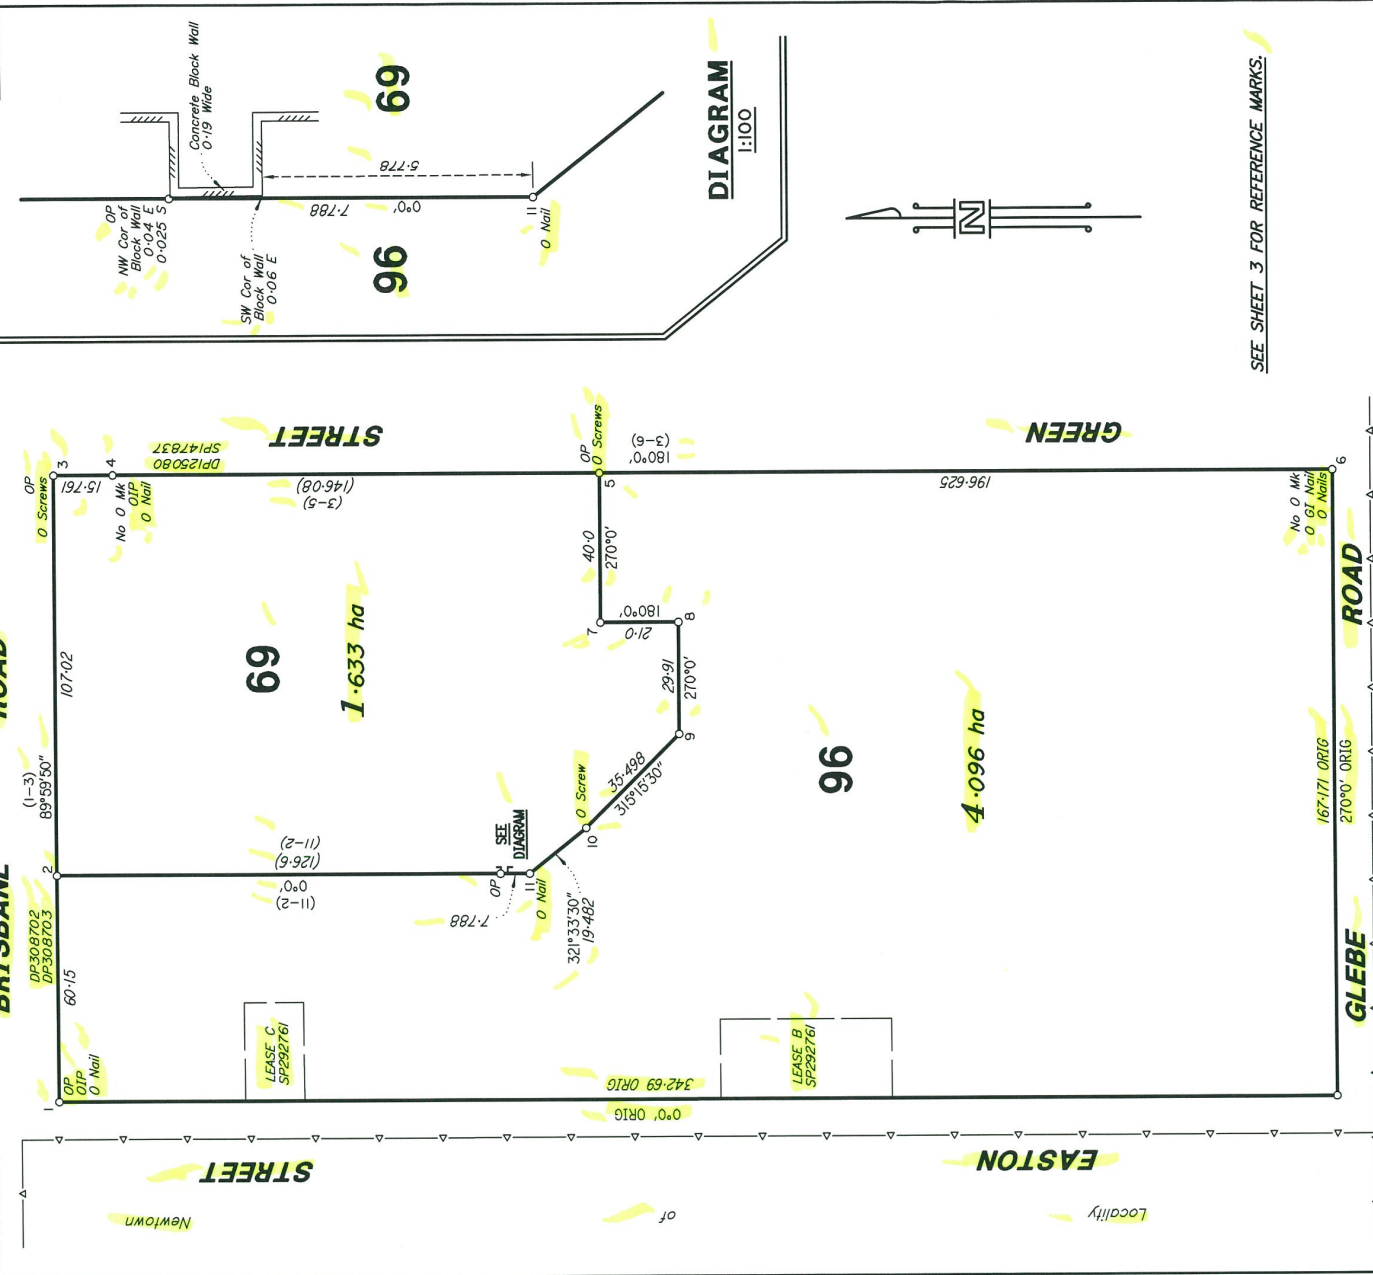 Concrete Block Wall
0·19 Wide
69
5·778
OP
NW Cor of
Block Wall
0·04 E
0·025 S
7·788
0°0'
11
O Nail
SW Cor of
Block Wall
0·06 E
96
DIAGRAM
1:100
N
SEE SHEET 3 FOR REFERENCE MARKS.
BRISBANE ROAD
(1-3)
89°59'50"
DP308702
DP308703
60·15
107·02
1
OP
OIP
O Nail
2
3
OP
O Screws
15·761
4
No O Mk
OIP
O Nail
DP125080
SP147837
GREEN STREET
(146·08)
(3-5)
5
OP
O Screws
180°0'
(3-6)
196·625
6
No O Mk
O GI Nail
O Nails
40·0
270°0'
7
180°0'
21·0
8
29·91
270°0'
9
35·498
315°15'30"
10
O Screw
321°33'30"
19·482
11
O Nail
OP
SEE
DIAGRAM
7·788
(11-2)
(126·6)
0°0'
(11-2)
69
1·633 ha
96
4·096 ha
LEASE C
SP292761
LEASE B
SP292761
342·69 ORIG
0°0' ORIG
167·171 ORIG
270°0' ORIG
GLEBE ROAD
EASTON STREET
Locality of Newtown